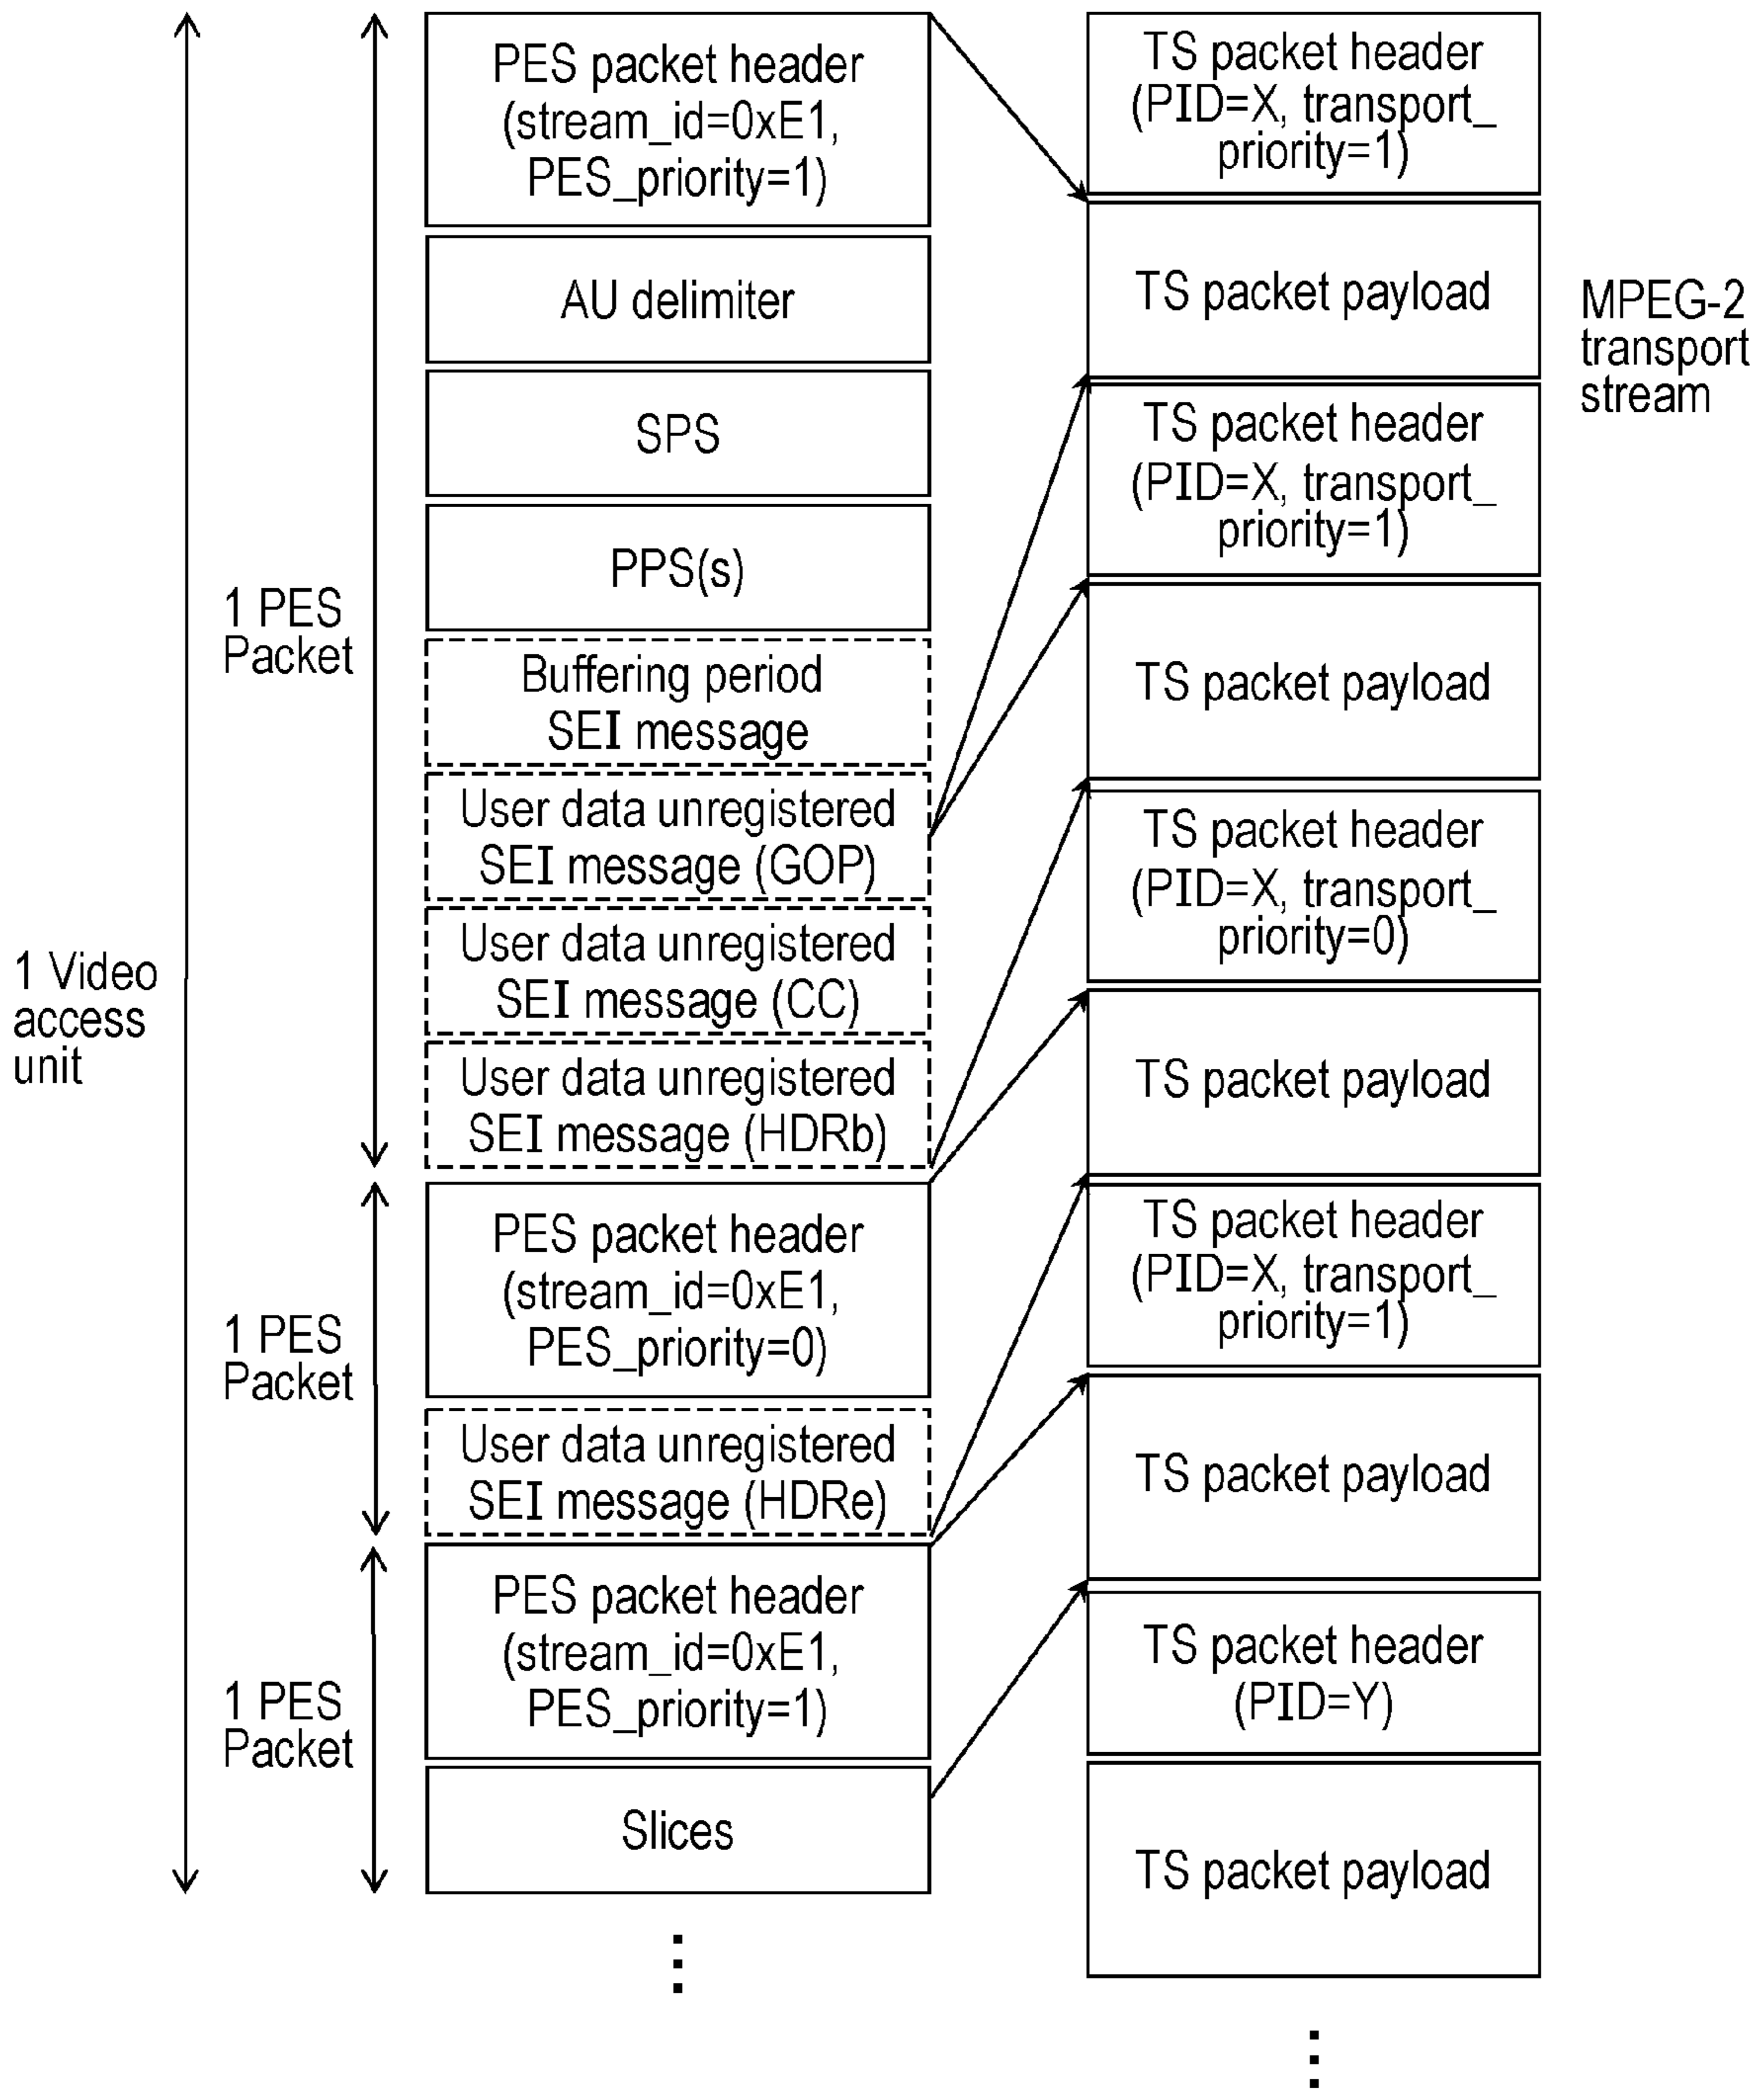 1 Video
access
unit
1 PES
Packet
1 PES
Packet
1 PES
Packet
PES packet header
(stream_id=0xE1,
PES_priority=1)
AU delimiter
SPS
PPS(s)
Buffering period
SEI message
User data unregistered
SEI message (GOP)
User data unregistered
SEI message (CC)
User data unregistered
SEI message (HDRb)
PES packet header
(stream_id=0xE1,
PES_priority=0)
User data unregistered
SEI message (HDRe)
PES packet header
(stream_id=0xE1,
PES_priority=1)
Slices
TS packet header
(PID=X, transport_
priority=1)
TS packet payload
TS packet header
(PID=X, transport_
priority=1)
TS packet payload
TS packet header
(PID=X, transport_
priority=0)
TS packet payload
TS packet header
(PID=X, transport_
priority=1)
TS packet payload
TS packet header
(PID=Y)
TS packet payload
MPEG-2
transport
stream